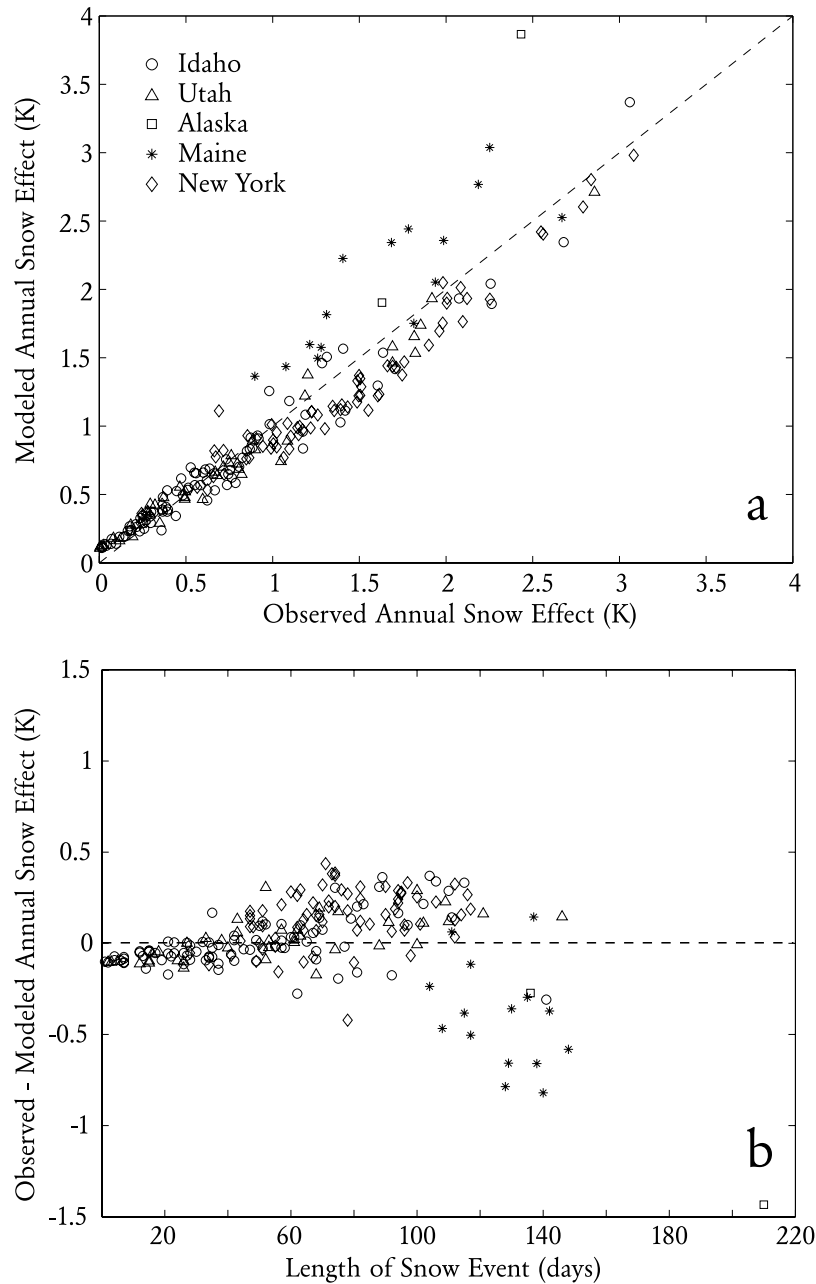 4
3.5
3
2.5
2
1.5
1
0.5
0
Modeled Annual Snow Effect (K)
Idaho
Utah
Alaska
Maine
New York
a
0 0.5 1 1.5 2 2.5 3 3.5 4
Observed Annual Snow Effect (K)
1.5
1
0.5
0
-0.5
-1
-1.5
Observed - Modeled Annual Snow Effect (K)
b
20 60 100 140 180 220
Length of Snow Event (days)